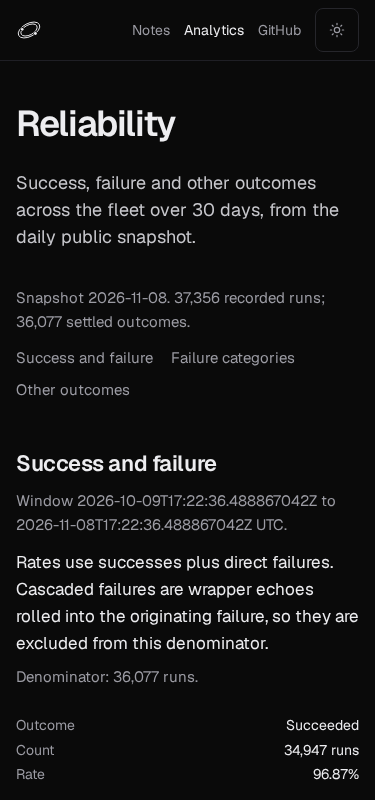 Notes Analytics GitHub
Reliability
Success, failure and other outcomes
across the fleet over 30 days, from the
daily public snapshot.
Snapshot 2026-11-08. 37,356 recorded runs;
36,077 settled outcomes.
Success and failure Failure categories
Other outcomes
Success and failure
Window 2026-10-09T17:22:36.488867042Z to
2026-11-08T17:22:36.488867042Z UTC.
Rates use successes plus direct failures.
Cascaded failures are wrapper echoes
rolled into the originating failure, so they are
excluded from this denominator.
Denominator: 36,077 runs.
Outcome Succeeded
Count 34,947 runs
Rate 96.87%